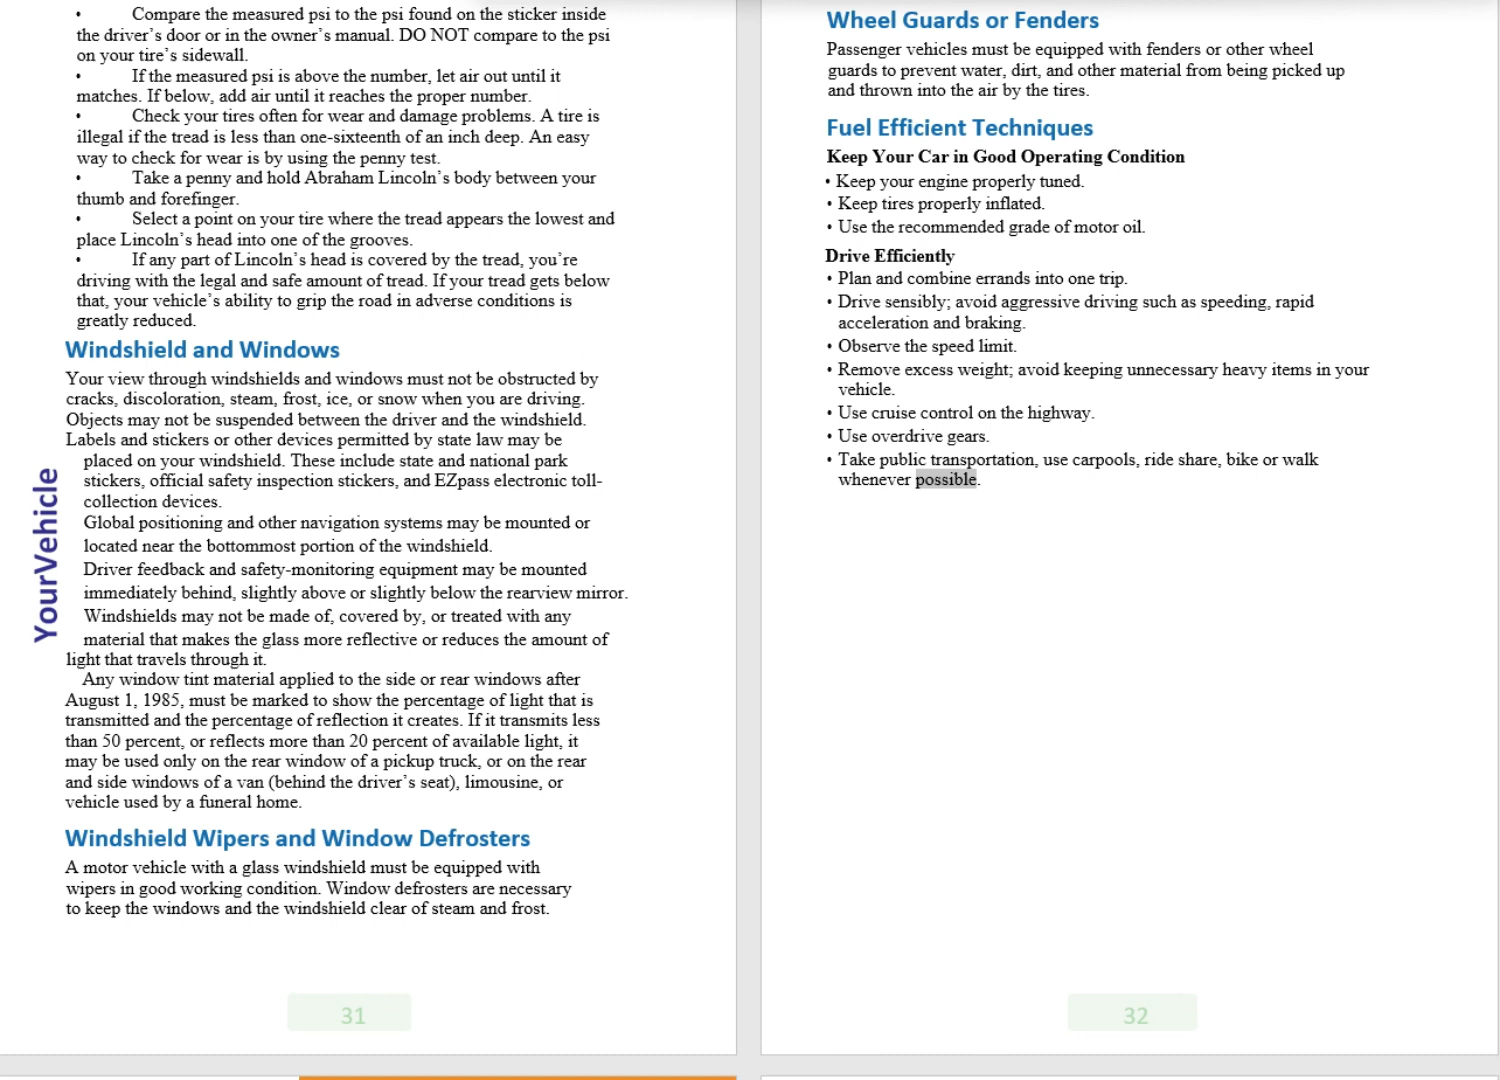 • Compare the measured psi to the psi found on the sticker inside
the driver's door or in the owner's manual. DO NOT compare to the psi
on your tire's sidewall.
• If the measured psi is above the number, let air out until it
matches. If below, add air until it reaches the proper number.
• Check your tires often for wear and damage problems. A tire is
illegal if the tread is less than one-sixteenth of an inch deep. An easy
way to check for wear is by using the penny test.
• Take a penny and hold Abraham Lincoln's body between your
thumb and forefinger.
• Select a point on your tire where the tread appears the lowest and
place Lincoln's head into one of the grooves.
• If any part of Lincoln's head is covered by the tread, you're
driving with the legal and safe amount of tread. If your tread gets below
that, your vehicle's ability to grip the road in adverse conditions is
greatly reduced.
Windshield and Windows
Your view through windshields and windows must not be obstructed by
cracks, discoloration, steam, frost, ice, or snow when you are driving.
Objects may not be suspended between the driver and the windshield.
Labels and stickers or other devices permitted by state law may be
placed on your windshield. These include state and national park
stickers, official safety inspection stickers, and EZpass electronic toll-
collection devices.
Global positioning and other navigation systems may be mounted or
located near the bottommost portion of the windshield.
Driver feedback and safety-monitoring equipment may be mounted
immediately behind, slightly above or slightly below the rearview mirror.
Windshields may not be made of, covered by, or treated with any
material that makes the glass more reflective or reduces the amount of
light that travels through it.
Any window tint material applied to the side or rear windows after
August 1, 1985, must be marked to show the percentage of light that is
transmitted and the percentage of reflection it creates. If it transmits less
than 50 percent, or reflects more than 20 percent of available light, it
may be used only on the rear window of a pickup truck, or on the rear
and side windows of a van (behind the driver's seat), limousine, or
vehicle used by a funeral home.
Windshield Wipers and Window Defrosters
A motor vehicle with a glass windshield must be equipped with
wipers in good working condition. Window defrosters are necessary
to keep the windows and the windshield clear of steam and frost.
YourVehicle
31
Wheel Guards or Fenders
Passenger vehicles must be equipped with fenders or other wheel
guards to prevent water, dirt, and other material from being picked up
and thrown into the air by the tires.
Fuel Efficient Techniques
Keep Your Car in Good Operating Condition
• Keep your engine properly tuned.
• Keep tires properly inflated.
• Use the recommended grade of motor oil.
Drive Efficiently
• Plan and combine errands into one trip.
• Drive sensibly; avoid aggressive driving such as speeding, rapid
acceleration and braking.
• Observe the speed limit.
• Remove excess weight; avoid keeping unnecessary heavy items in your
vehicle.
• Use cruise control on the highway.
• Use overdrive gears.
• Take public transportation, use carpools, ride share, bike or walk
whenever possible.
32